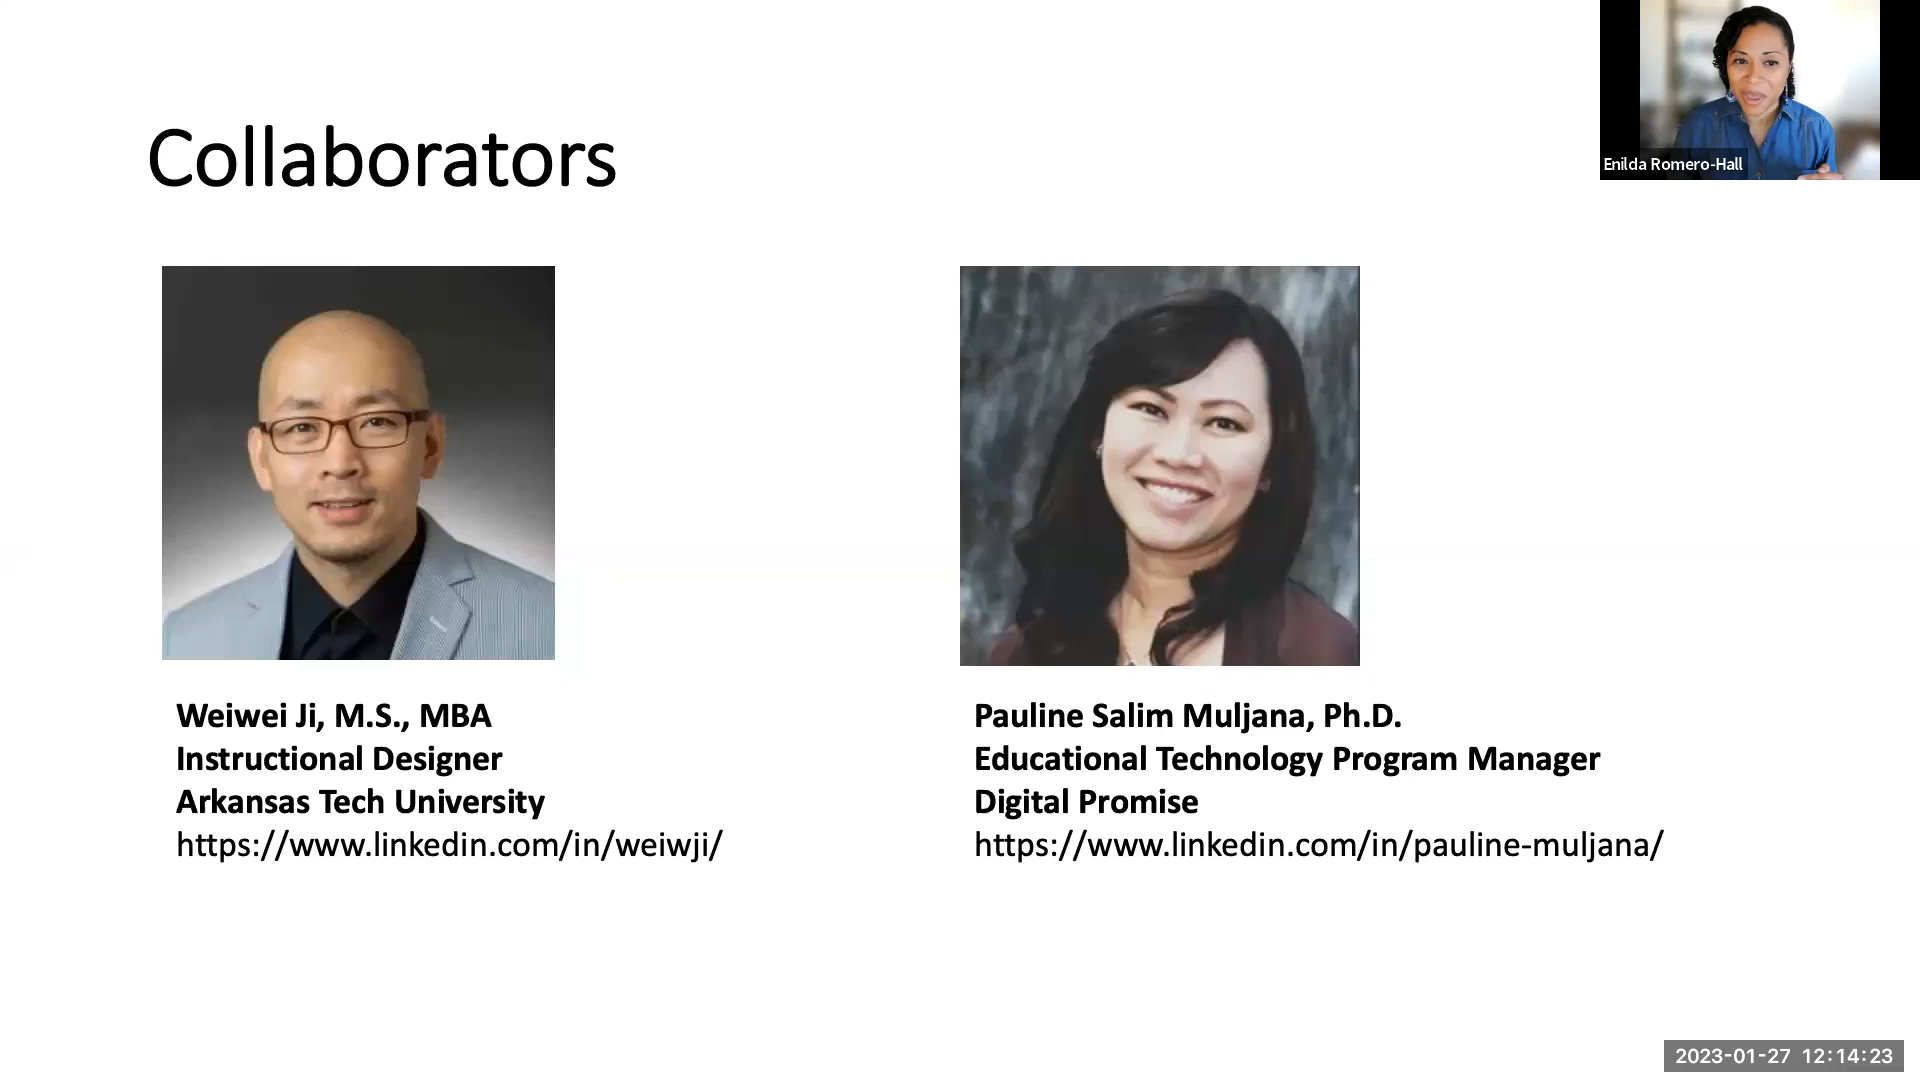 Collaborators
Enilda Romero-Hall
Weiwei Ji, M.S., MBA
Instructional Designer
Arkansas Tech University
https://www.linkedin.com/in/weiwji/
Pauline Salim Muljana, Ph.D.
Educational Technology Program Manager
Digital Promise
https://www.linkedin.com/in/pauline-muljana/
2023-01-27 12:14:23